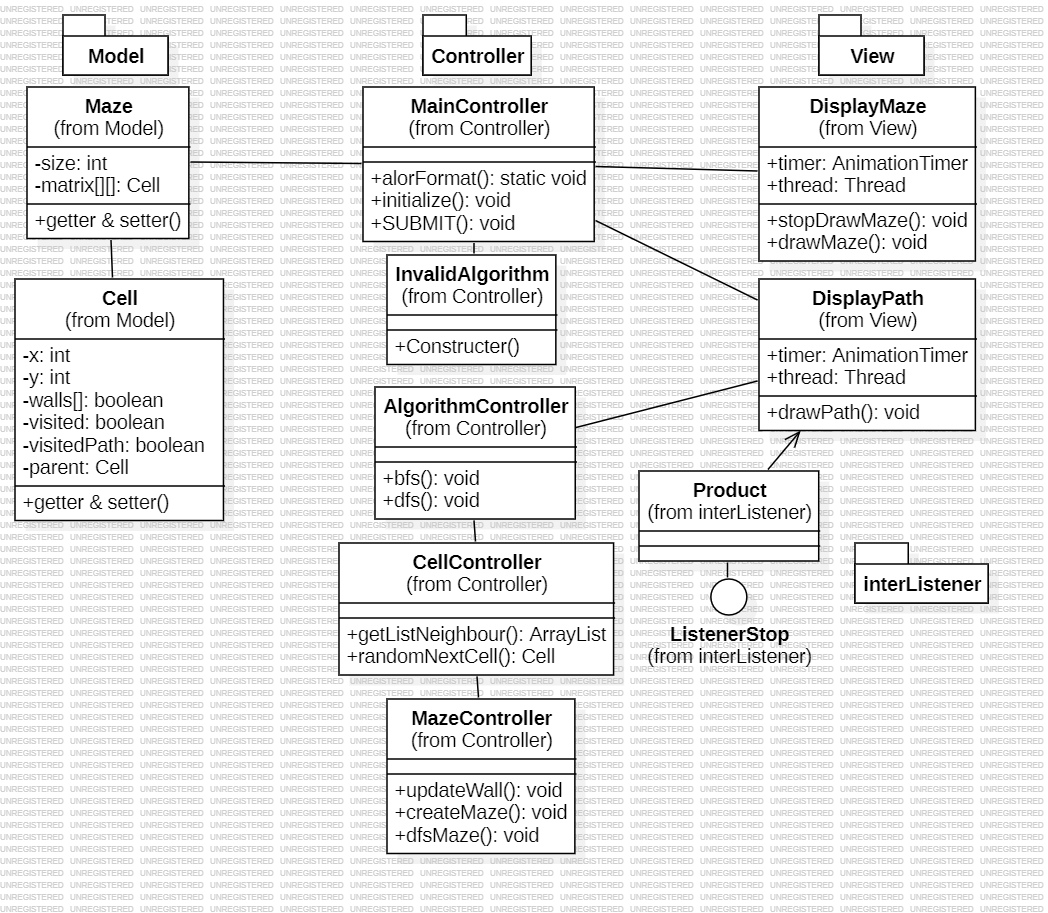 Model
Controller
View
Maze
(from Model)
-size: int
-matrix[][]: Cell
+getter & setter()
MainController
(from Controller)
+alorFormat(): static void
+initialize(): void
+SUBMIT(): void
DisplayMaze
(from View)
+timer: AnimationTimer
+thread: Thread
+stopDrawMaze(): void
+drawMaze(): void
Cell
(from Model)
-x: int
-y: int
-walls[]: boolean
-visited: boolean
-visitedPath: boolean
-parent: Cell
+getter & setter()
InvalidAlgorithm
(from Controller)
+Constructer()
DisplayPath
(from View)
+timer: AnimationTimer
+thread: Thread
+drawPath(): void
AlgorithmController
(from Controller)
+bfs(): void
+dfs(): void
Product
(from interListener)
CellController
(from Controller)
+getListNeighbour(): ArrayList
+randomNextCell(): Cell
interListener
ListenerStop
(from interListener)
MazeController
(from Controller)
+updateWall(): void
+createMaze(): void
+dfsMaze(): void
UNREGISTERED